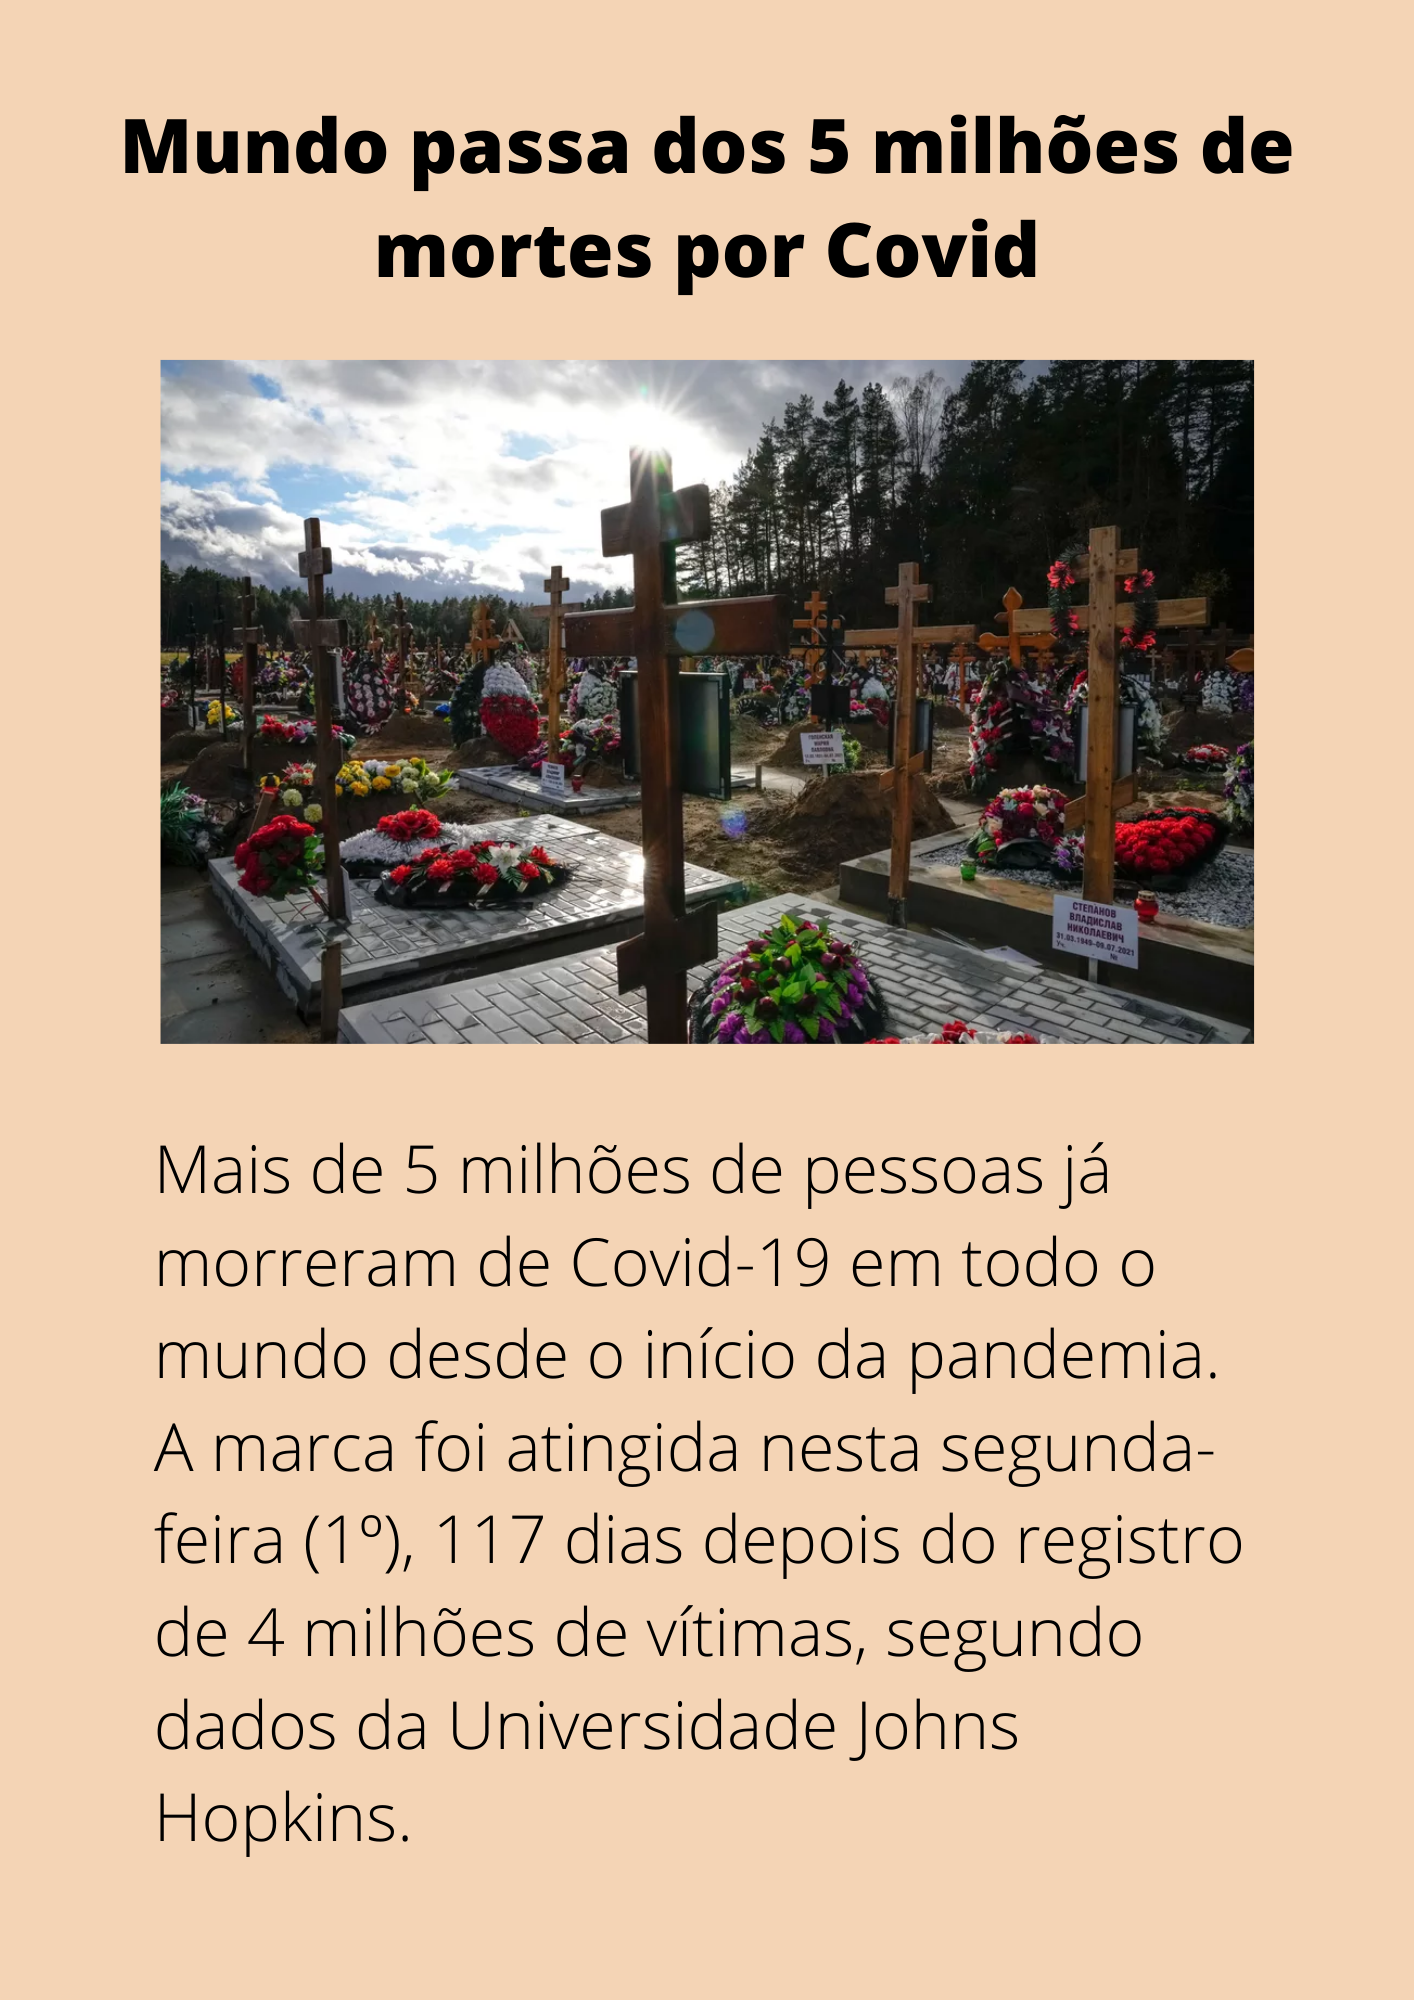 Mundo passa dos 5 milhões de
mortes por Covid
СТЕПАНОВ
ВЛАДИСЛАВ
НИКОЛАЕВИЧ
31.03.1949-09.07.2021
Уч. №
Mais de 5 milhões de pessoas já
morreram de Covid-19 em todo o
mundo desde o início da pandemia.
A marca foi atingida nesta segunda-
feira (1º), 117 dias depois do registro
de 4 milhões de vítimas, segundo
dados da Universidade Johns
Hopkins.